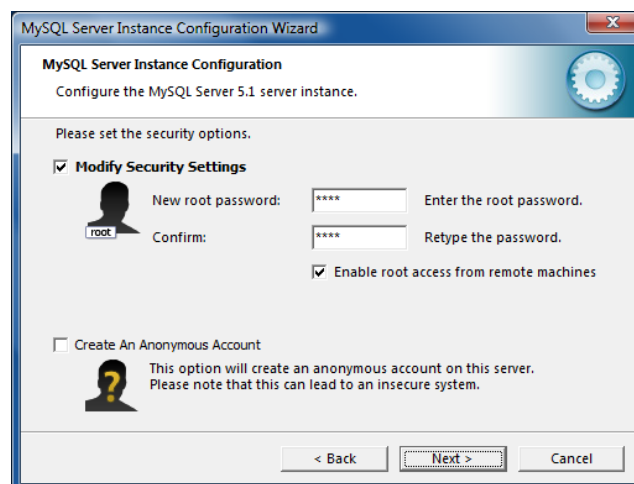 MySQL Server Instance Configuration Wizard
MySQL Server Instance Configuration
Configure the MySQL Server 5.1 server instance.
Please set the security options.
Modify Security Settings
root
New root password: **** Enter the root password.
Confirm: **** Retype the password.
Enable root access from remote machines
Create An Anonymous Account
?
This option will create an anonymous account on this server.
Please note that this can lead to an insecure system.
< Back Next > Cancel